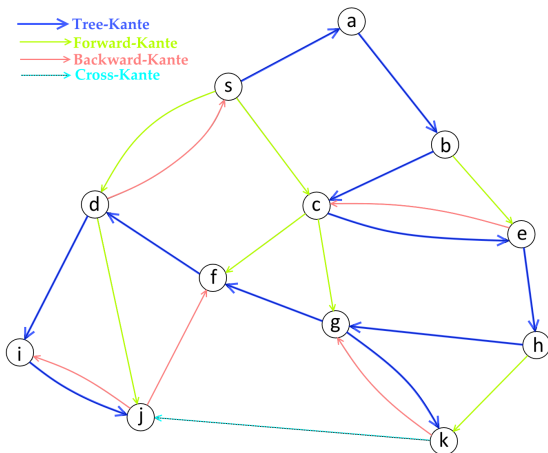 Tree-Kante
Forward-Kante
Backward-Kante
Cross-Kante
a
s
b
d
c
e
f
g
h
i
j
k